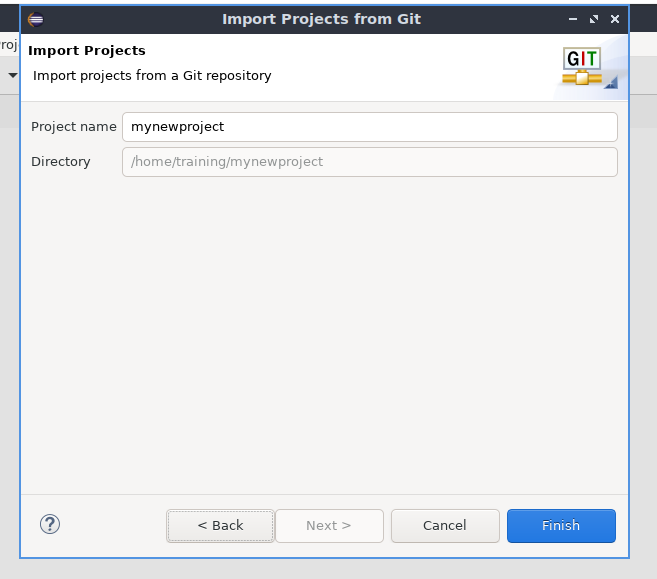 Import Projects from Git
Proj
Import Projects
Import projects from a Git repository
GIT
Project name mynewproject
Directory /home/training/mynewproject
?
< Back
Next >
Cancel
Finish